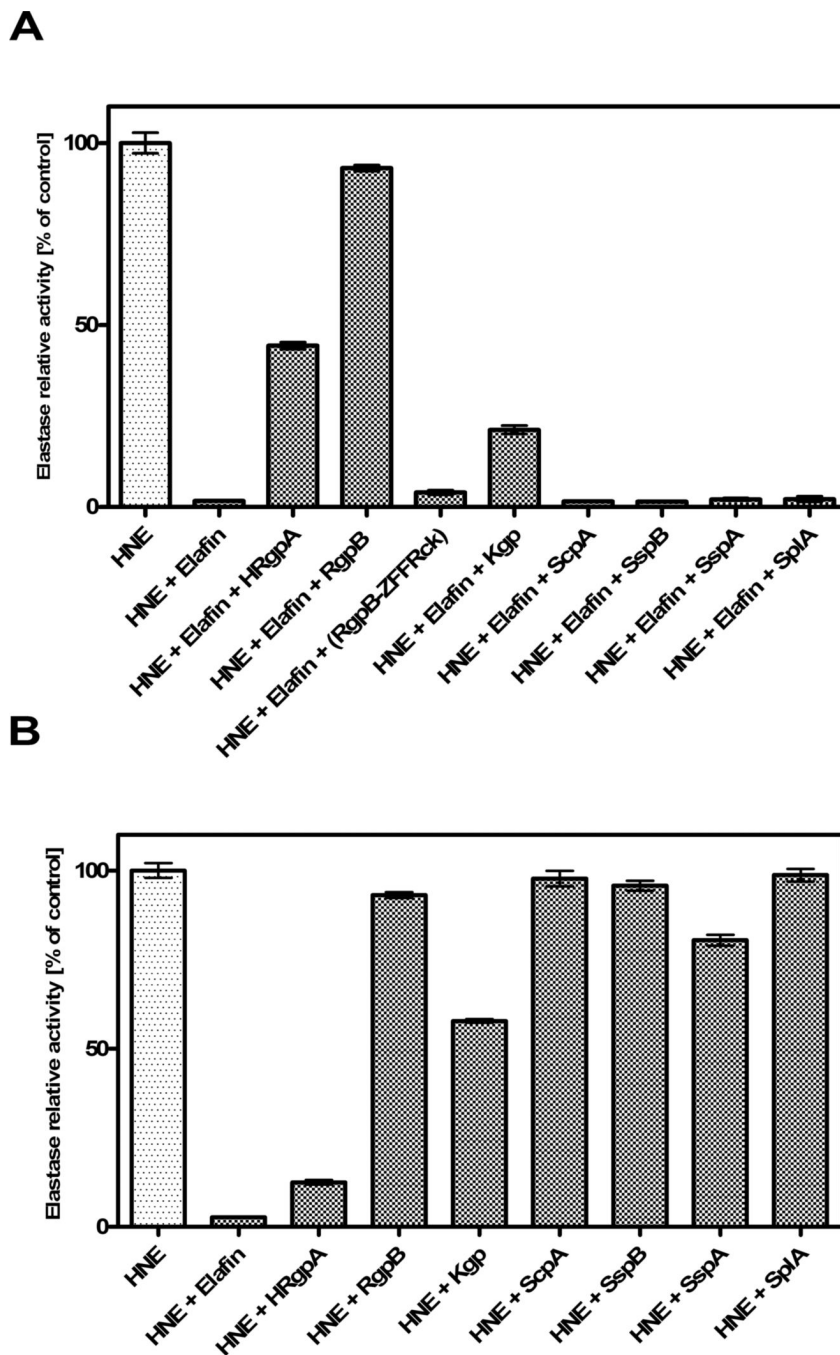 A
Elastase relative activity [% of control]
100
50
0
HNE
HNE + Elafin
HNE + Elafin + HRgpA
HNE + Elafin + RgpB
HNE + Elafin + (RgpB-ZFFRck)
HNE + Elafin + Kgp
HNE + Elafin + ScpA
HNE + Elafin + SspB
HNE + Elafin + SspA
HNE + Elafin + SplA
B
Elastase relative activity [% of control]
100
50
0
HNE
HNE + Elafin
HNE + HRgpA
HNE + RgpB
HNE + Kgp
HNE + ScpA
HNE + SspB
HNE + SspA
HNE + SplA